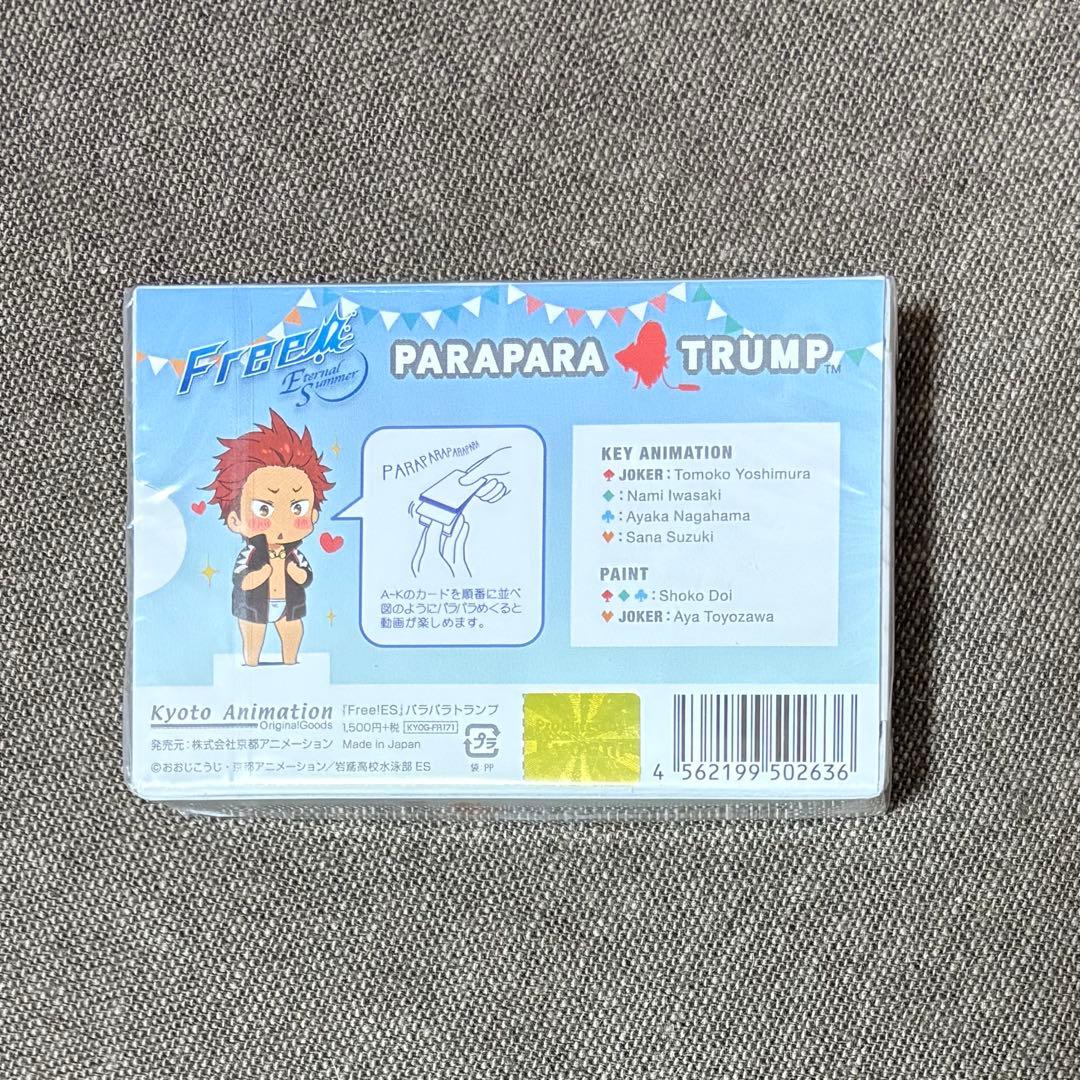 Free!
Eternal Summer
PARAPARA TRUMP™
PARAPARAPARAPARA
A-Kのカードを順番に並べ
図のようにパラパラめくると
動画が楽しめます。
KEY ANIMATION
♠ JOKER : Tomoko Yoshimura
♦ : Nami Iwasaki
♣ : Ayaka Nagahama
♥ : Sana Suzuki
PAINT
♠ ♦ ♣ : Shoko Doi
♥ JOKER : Aya Toyozawa
Kyoto Animation
Original Goods
発売元：株式会社京都アニメーション
『Free!ES』パラパラトランプ
1,500円+税 KYOG-FR171
Made in Japan
プラ
袋:PP
©おおじこうじ・京都アニメーション／岩鳶高校水泳部 ES
4 562199 502636